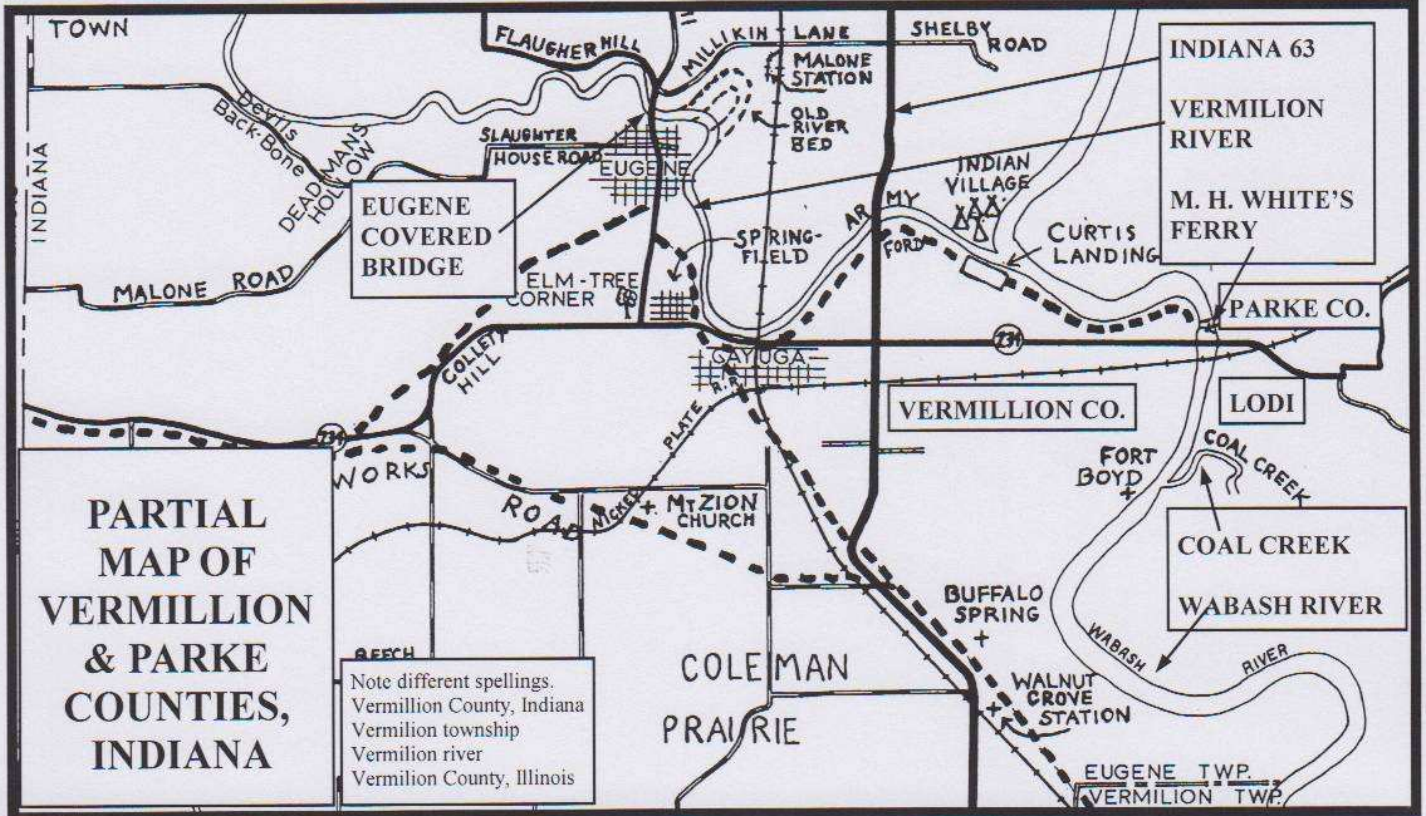 TOWN
FLAUGHER HILL
MILLIKIN LANE
SHELBY
ROAD
MALONE
STATION
OLD
RIVER
BED
INDIANA 63
VERMILION
RIVER
M. H. WHITE'S
FERRY
Devils
Back-Bone
DEAD MANS
HOLLOW
SLAUGHTER
HOUSE ROAD
EUGENE
INDIANA
EUGENE
COVERED
BRIDGE
INDIAN
VILLAGE
ARMY
FORD
CURTIS
LANDING
SPRING-
FIELD
MALONE ROAD
ELM-TREE
CORNER
PARKE CO.
COLLETT
HILL
234
CAYUGA
R.R.
VERMILLION CO.
LODI
234
WORKS
ROAD
NICKEL PLATE
MT ZION
CHURCH
FORT
BOYD
COAL CREEK
COAL CREEK
WABASH RIVER
PARTIAL
MAP OF
VERMILLION
& PARKE
COUNTIES,
INDIANA
BEECH
Note different spellings.
Vermillion County, Indiana
Vermilion township
Vermilion river
Vermilion County, Illinois
COLEMAN
PRAIRIE
BUFFALO
SPRING
WABASH RIVER
WALNUT
GROVE
STATION
EUGENE TWP.
VERMILION TWP.